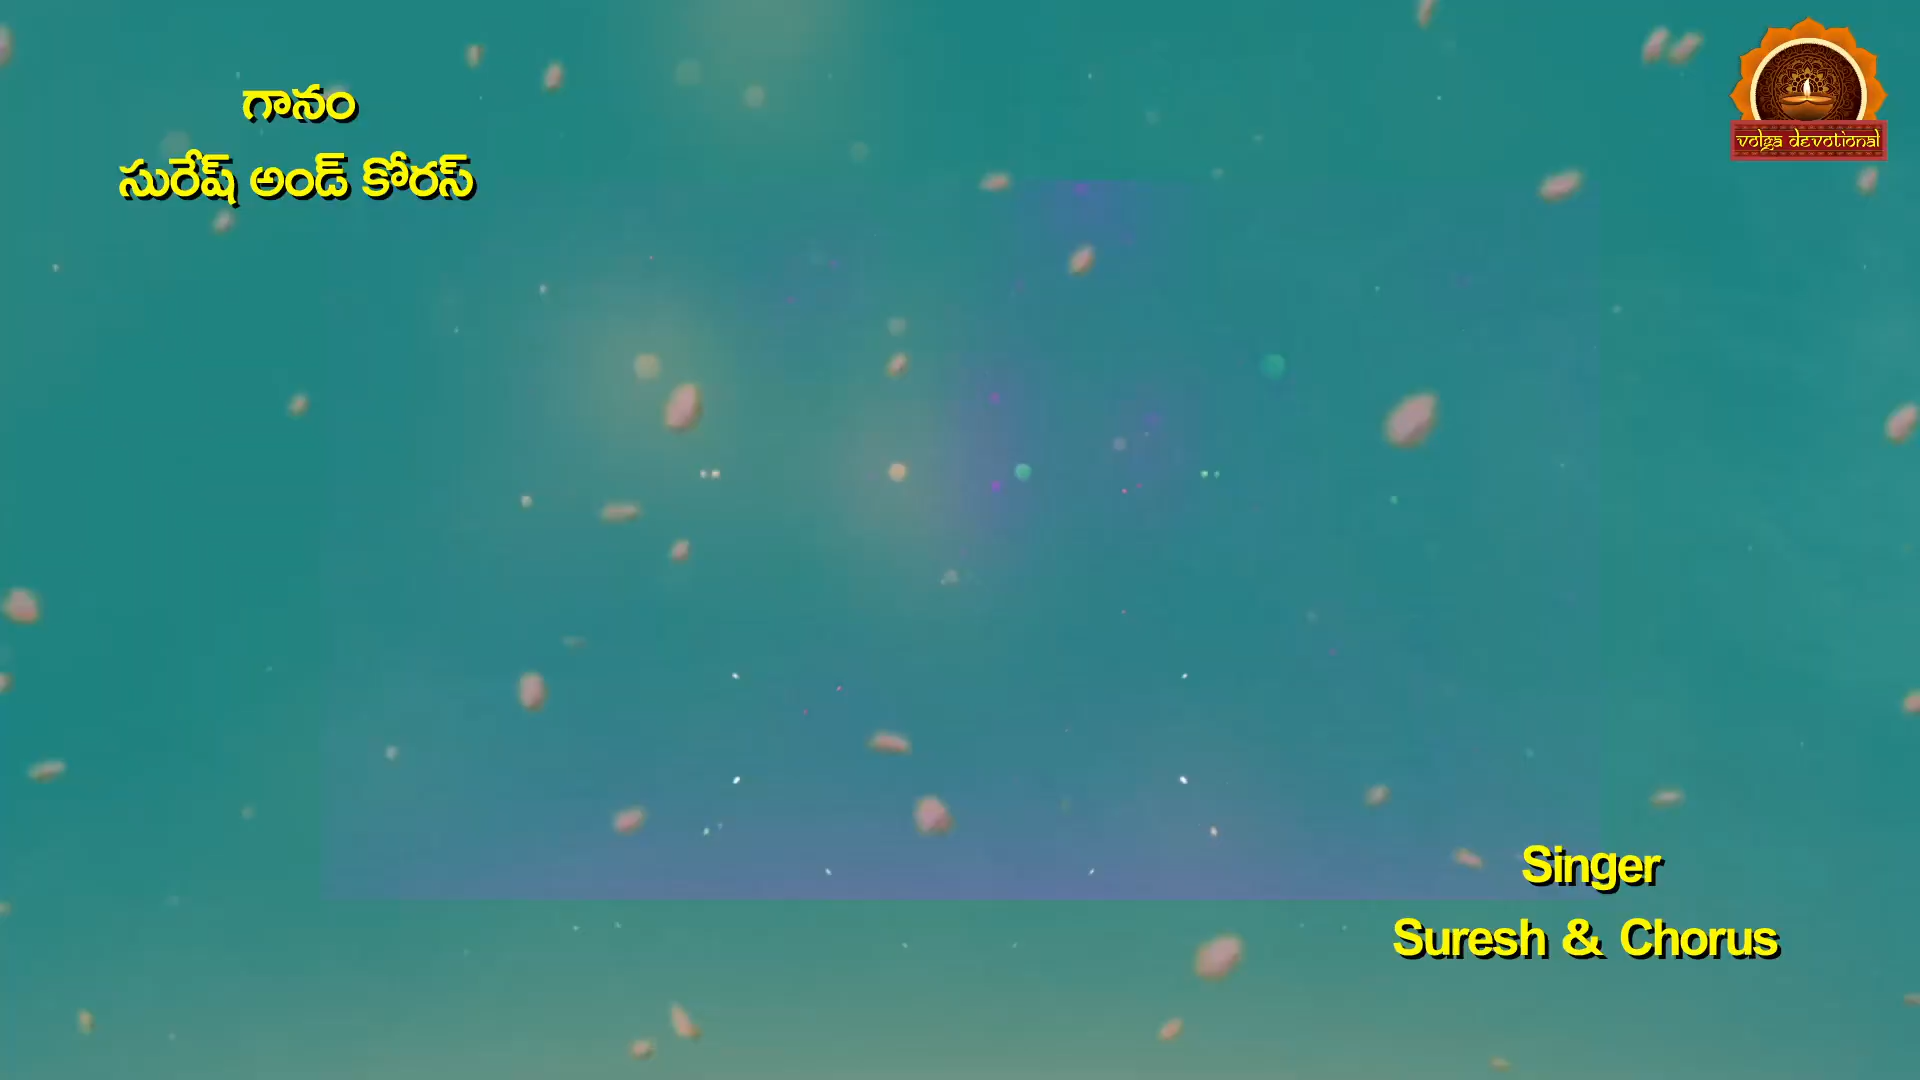 గానం
సురేష్ అండ్ కోరస్
volga devotional
Singer
Suresh & Chorus